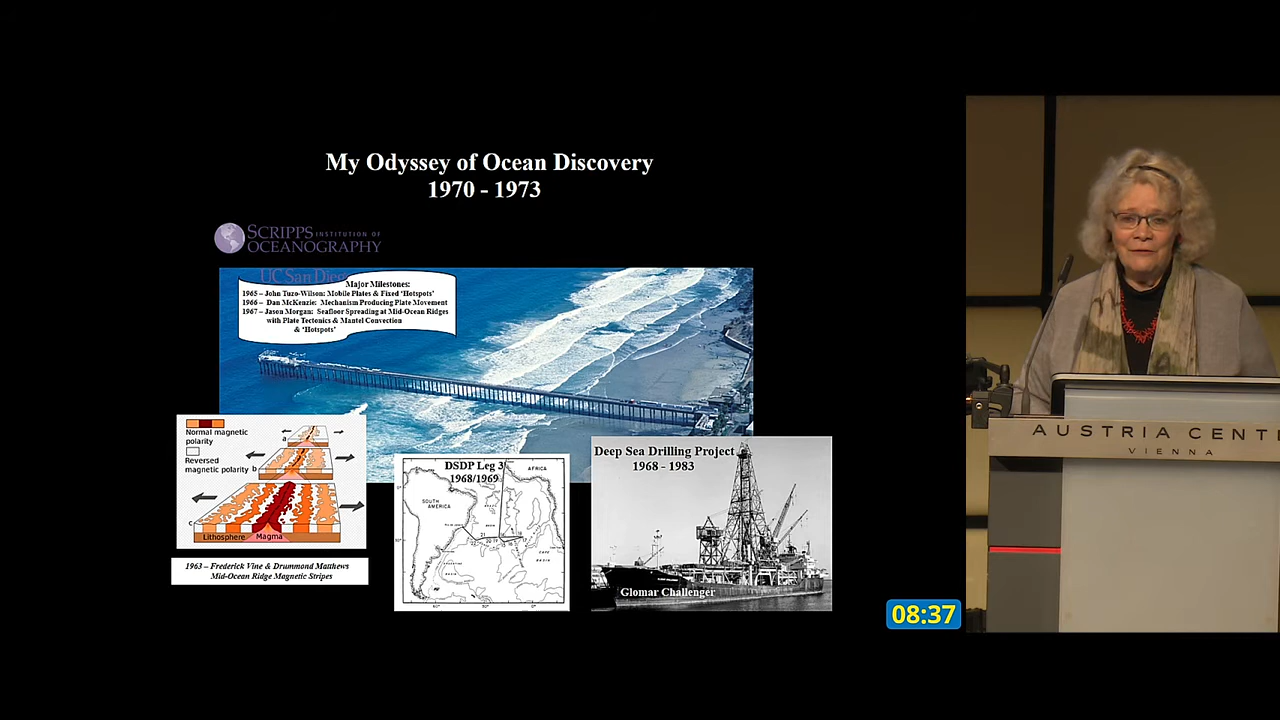 My Odyssey of Ocean Discovery
1970 - 1973
SCRIPPS INSTITUTION OF
OCEANOGRAPHY
UC San Dieg
Major Milestones:
1965 – John Tuzo-Wilson: Mobile Plates & Fixed 'Hotspots'
1966 – Dan McKenzie: Mechanism Producing Plate Movement
1967 – Jason Morgan: Seafloor Spreading at Mid-Ocean Ridges
with Plate Tectonics & Mantel Convection
& 'Hotspots'
Normal magnetic
polarity
Reversed
magnetic polarity
a
b
c
Lithosphere
Magma
1963 – Frederick Vine & Drummond Matthews
Mid-Ocean Ridge Magnetic Stripes
DSDP Leg 3
1968/1969
AFRICA
SOUTH
AMERICA
Deep Sea Drilling Project
1968 - 1983
Glomar Challenger
08:37
AUSTRIA CENT
VIENNA